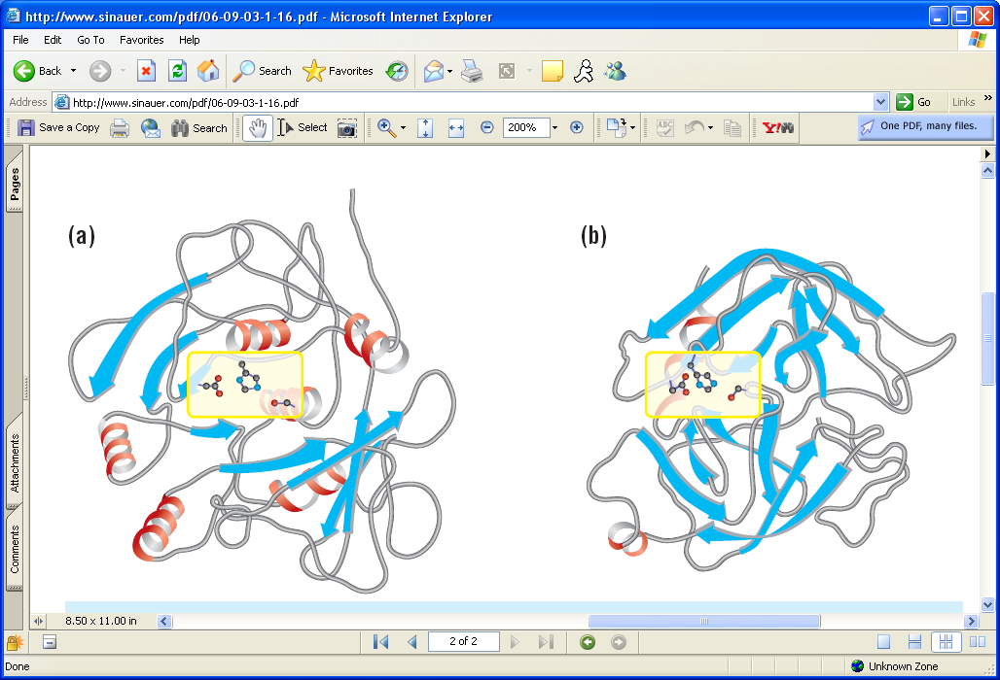 http://www.sinauer.com/pdf/06-09-03-1-16.pdf - Microsoft Internet Explorer
File Edit Go To Favorites Help
Back Search Favorites
Address http://www.sinauer.com/pdf/06-09-03-1-16.pdf Go Links »
Save a Copy Search Select 200% Y! One PDF, many files.
Pages
Attachments
Comments
(a)
(b)
8.50 x 11.00 in
2 of 2
Done Unknown Zone